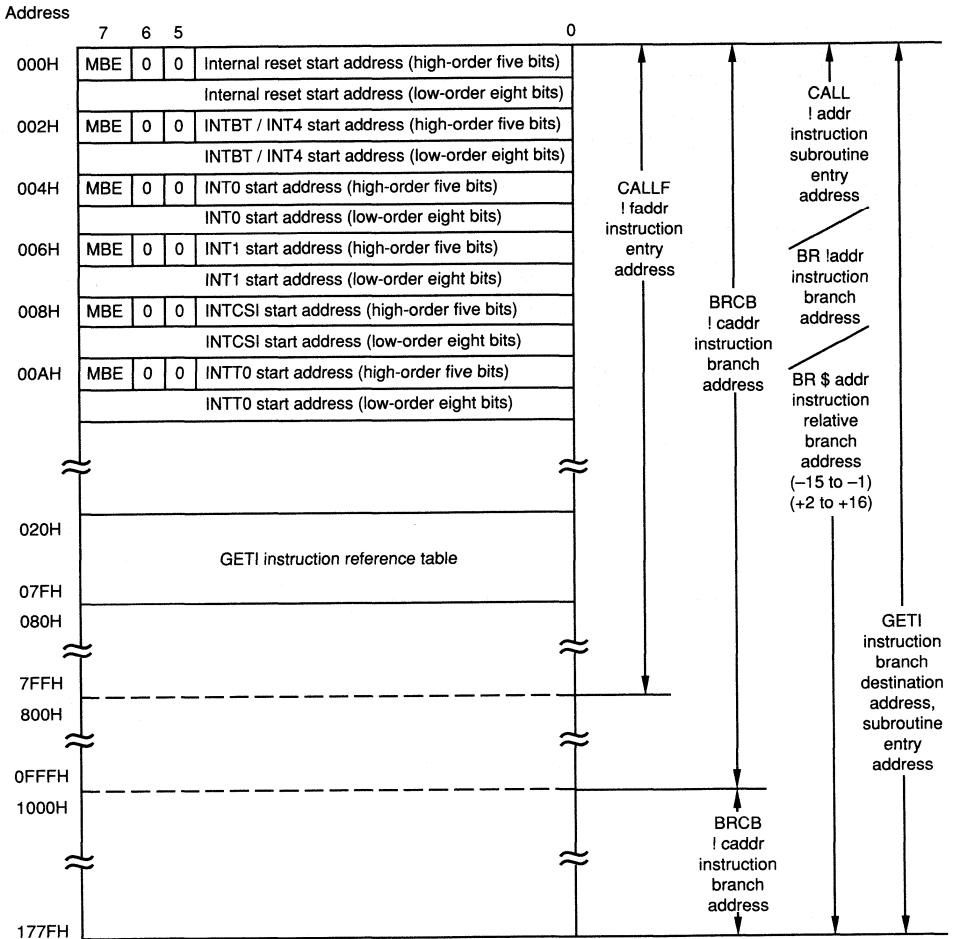 Address
7 6 5 0
000H MBE 0 0 Internal reset start address (high-order five bits)
Internal reset start address (low-order eight bits)
002H MBE 0 0 INTBT / INT4 start address (high-order five bits)
INTBT / INT4 start address (low-order eight bits)
004H MBE 0 0 INT0 start address (high-order five bits)
INT0 start address (low-order eight bits)
006H MBE 0 0 INT1 start address (high-order five bits)
INT1 start address (low-order eight bits)
008H MBE 0 0 INTCSI start address (high-order five bits)
INTCSI start address (low-order eight bits)
00AH MBE 0 0 INTT0 start address (high-order five bits)
INTT0 start address (low-order eight bits)
020H
GETI instruction reference table
07FH
080H
7FFH
800H
0FFFH
1000H
177FH
CALLF
! faddr
instruction
entry
address
BRCB
! caddr
instruction
branch
address
BRCB
! caddr
instruction
branch
address
CALL
! addr
instruction
subroutine
entry
address
BR !addr
instruction
branch
address
BR $ addr
instruction
relative
branch
address
(–15 to –1)
(+2 to +16)
GETI
instruction
branch
destination
address,
subroutine
entry
address